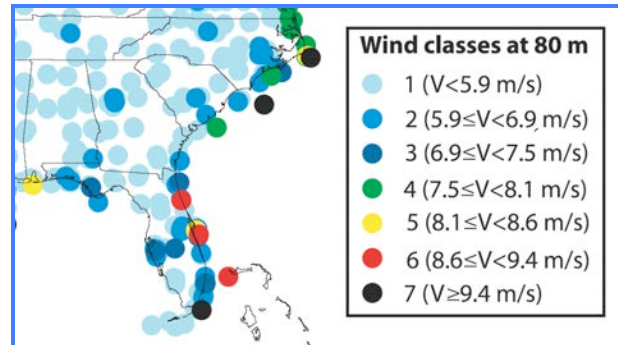 Wind classes at 80 m
1 (V<5.9 m/s)
2 (5.9≤V<6.9 m/s)
3 (6.9≤V<7.5 m/s)
4 (7.5≤V<8.1 m/s)
5 (8.1≤V<8.6 m/s)
6 (8.6≤V<9.4 m/s)
7 (V≥9.4 m/s)